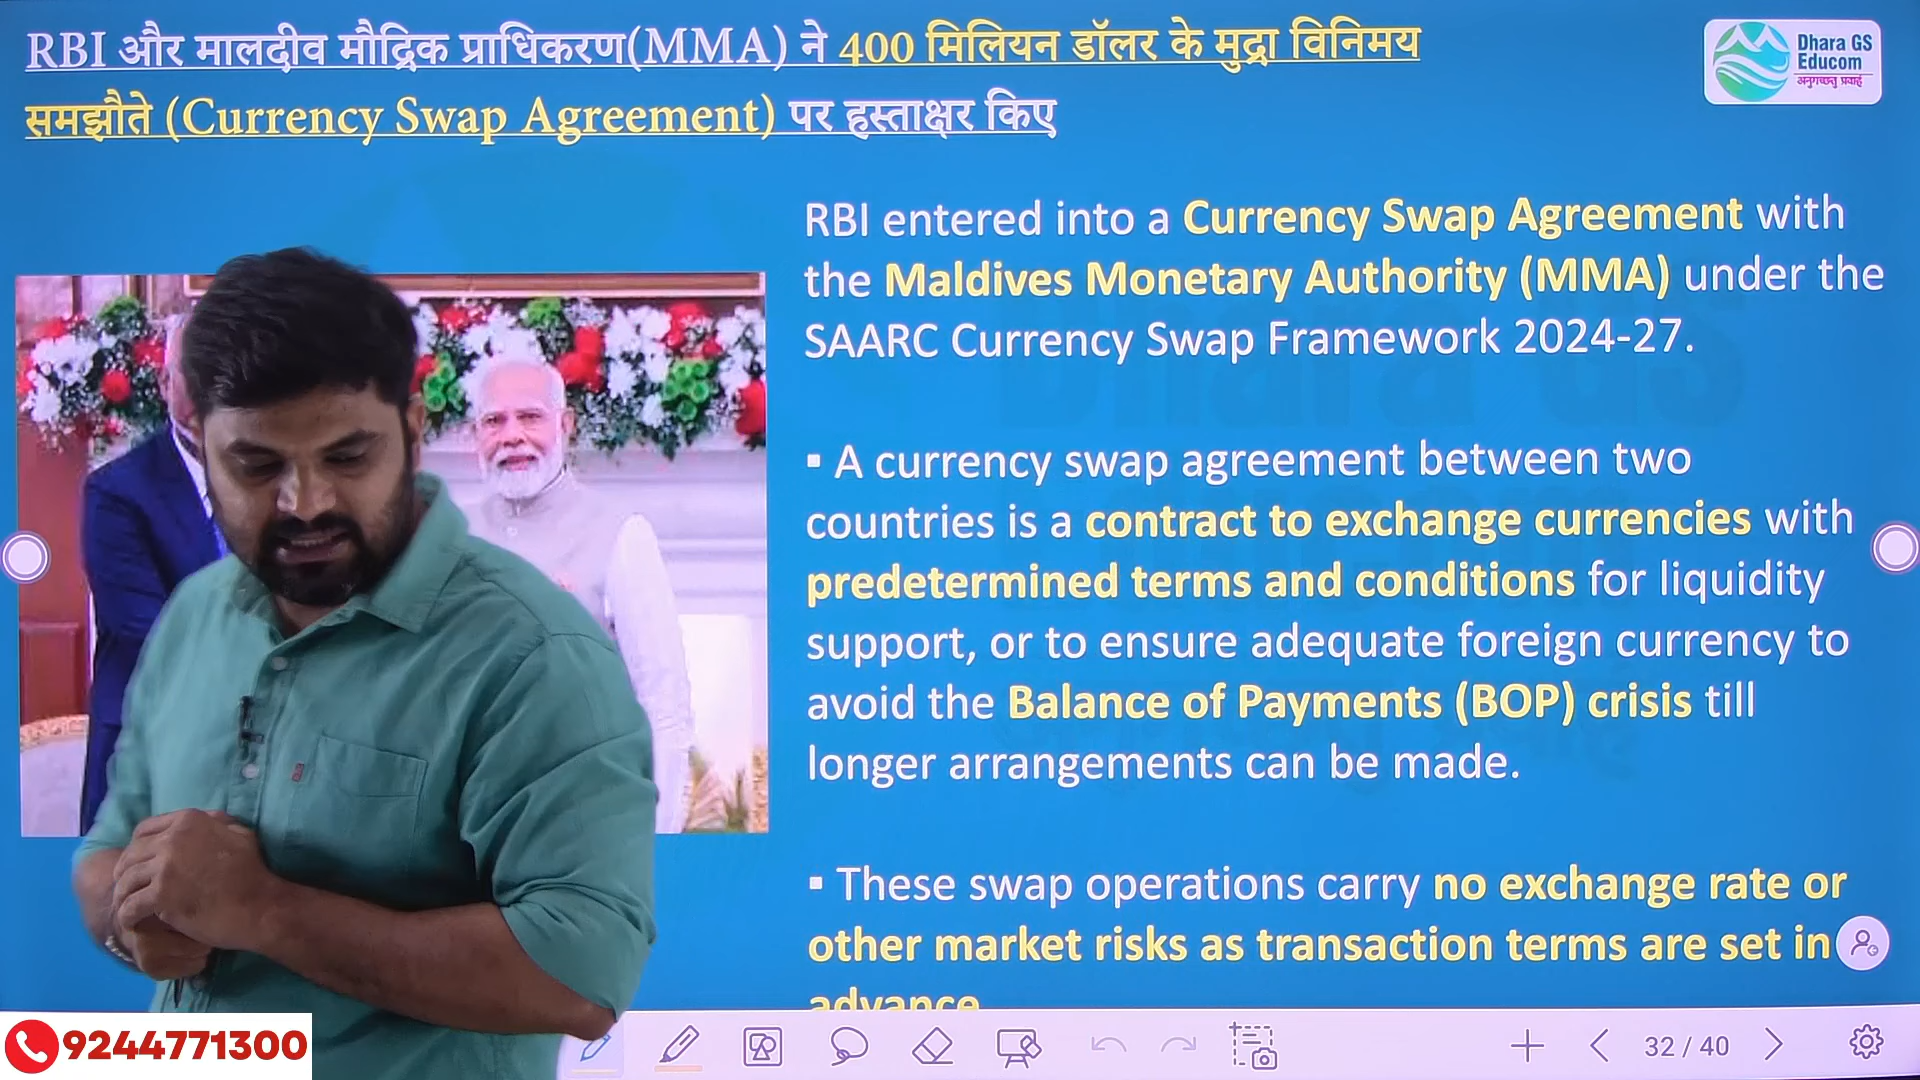 RBI और मालदीव मौद्रिक प्राधिकरण(MMA) ने 400 मिलियन डॉलर के मुद्रा विनिमय
समझौते (Currency Swap Agreement) पर हस्ताक्षर किए
Dhara GS
Educom
अनुगच्छतु प्रवाहं
RBI entered into a Currency Swap Agreement with
the Maldives Monetary Authority (MMA) under the
SAARC Currency Swap Framework 2024-27.
▪ A currency swap agreement between two
countries is a contract to exchange currencies with
predetermined terms and conditions for liquidity
support, or to ensure adequate foreign currency to
avoid the Balance of Payments (BOP) crisis till
longer arrangements can be made.
▪ These swap operations carry no exchange rate or
other market risks as transaction terms are set in
advance
9244771300
32 / 40